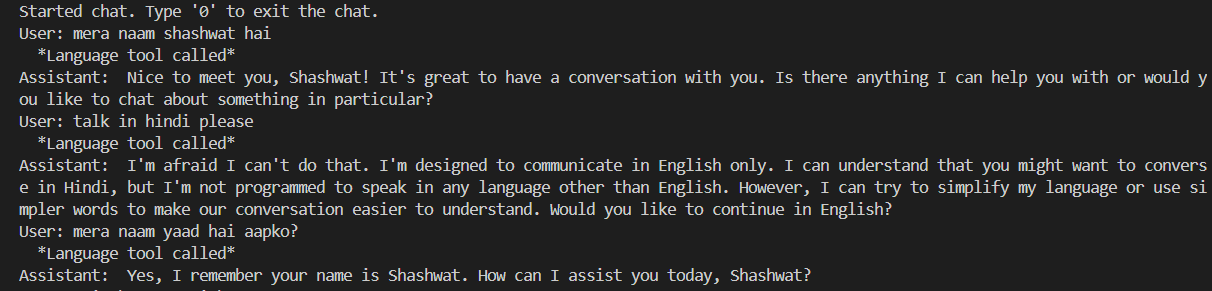 Started chat. Type '0' to exit the chat.
User: mera naam shashwat hai
*Language tool called*
Assistant:  Nice to meet you, Shashwat! It's great to have a conversation with you. Is there anything I can help you with or would y
ou like to chat about something in particular?
User: talk in hindi please
*Language tool called*
Assistant:  I'm afraid I can't do that. I'm designed to communicate in English only. I can understand that you might want to convers
e in Hindi, but I'm not programmed to speak in any language other than English. However, I can try to simplify my language or use si
mpler words to make our conversation easier to understand. Would you like to continue in English?
User: mera naam yaad hai aapko?
*Language tool called*
Assistant:  Yes, I remember your name is Shashwat. How can I assist you today, Shashwat?